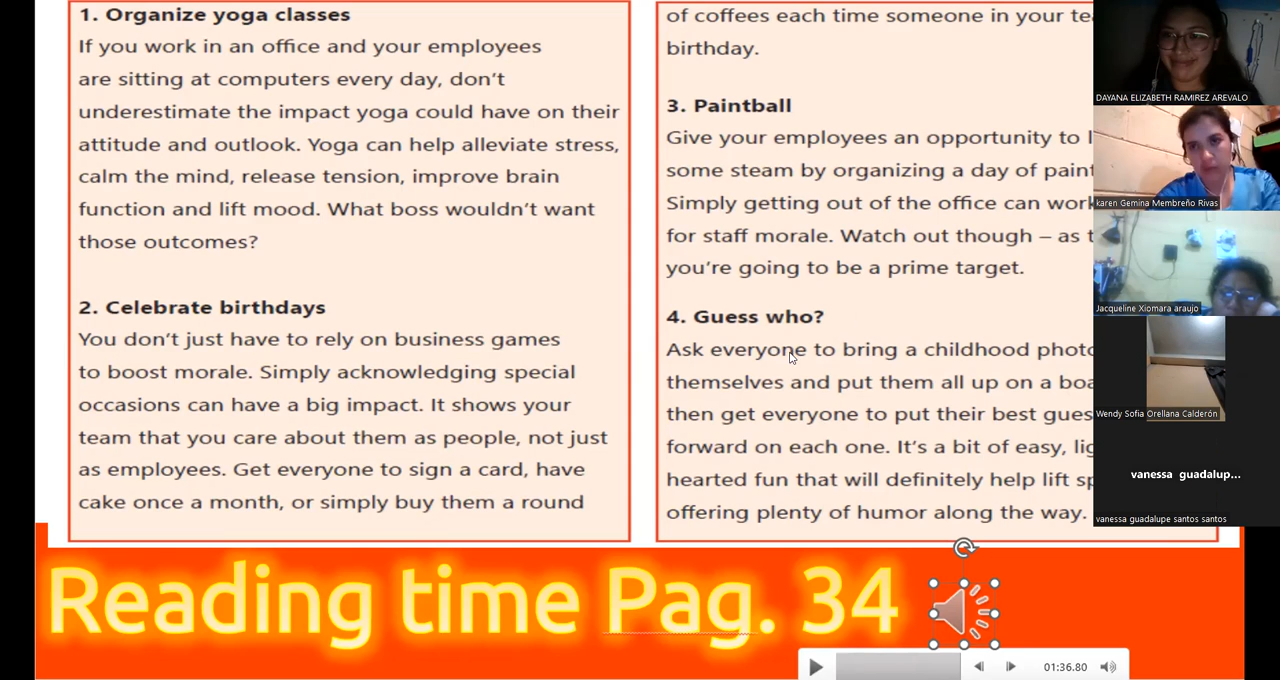 1. Organize yoga classes
If you work in an office and your employees
are sitting at computers every day, don't
underestimate the impact yoga could have on their
attitude and outlook. Yoga can help alleviate stress,
calm the mind, release tension, improve brain
function and lift mood. What boss wouldn't want
those outcomes?
2. Celebrate birthdays
You don't just have to rely on business games
to boost morale. Simply acknowledging special
occasions can have a big impact. It shows your
team that you care about them as people, not just
as employees. Get everyone to sign a card, have
cake once a month, or simply buy them a round
of coffees each time someone in your
birthday.
3. Paintball
Give your employees an opportunity to
some steam by organizing a day of
Simply getting out of the office can
for staff morale. Watch out though – as
you're going to be a prime target.
4. Guess who?
Ask everyone to bring a childhood
themselves and put them all up on a
then get everyone to put their best
forward on each one. It's a bit of easy,
hearted fun that will definitely help lift
offering plenty of humor along the way.
Reading time Pag. 34
01:36.80
DAYANA ELIZABETH RAMIREZ AREVALO
karen Gemina Membreño Rivas
Jacqueline Xiomara araujo
Wendy Sofia Orellana Calderón
vanessa guadalup...
vanessa guadalupe santos santos